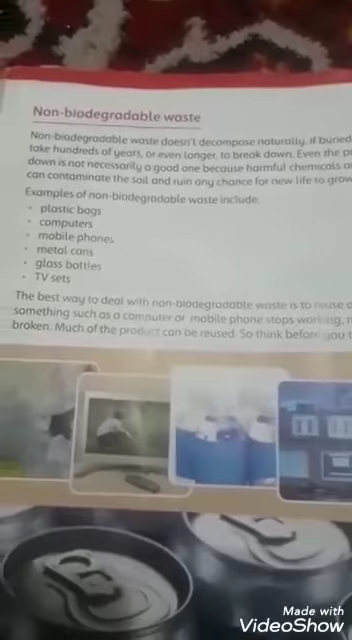 Non-biodegradable waste
Non-biodegradable waste doesn't decompose naturally. If buried
take hundreds of years, or even longer, to break down. Even the
down is not necessarily a good one because harmful chemicals
can contaminate the soil and ruin any chance for new life to grow
Examples of non-biodegradable waste include:
• plastic bags
• computers
• mobile phones
• metal cans
• glass bottles
• TV sets
The best way to deal with non-biodegradable waste is to reuse
something such as a computer or mobile phone stops working,
broken. Much of the product can be reused. So think before you
Made with
VideoShow